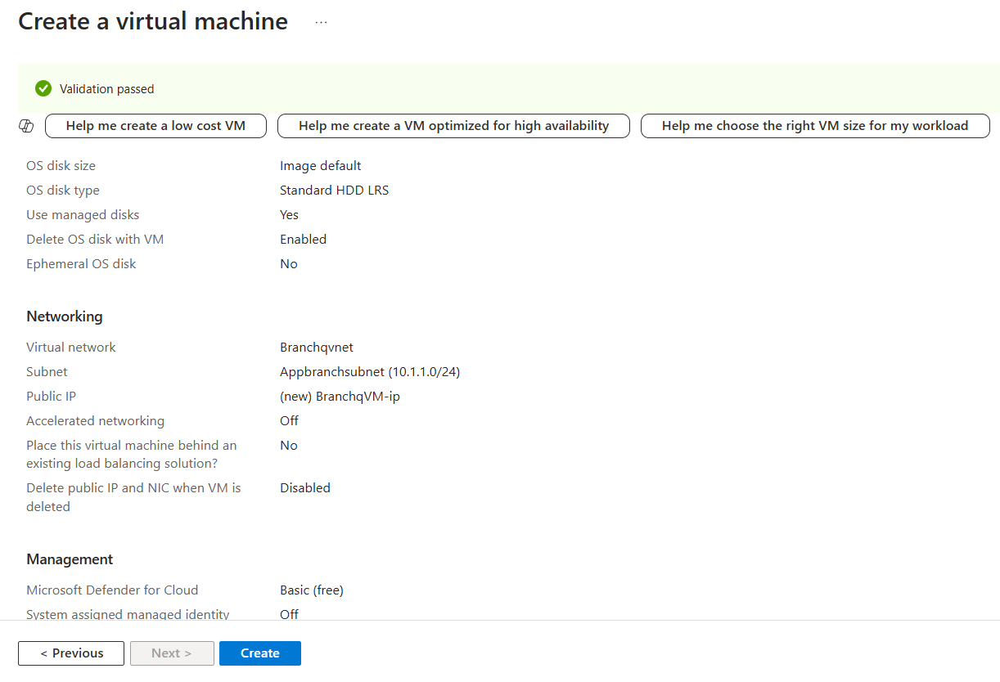 Create a virtual machine ...
Validation passed
Help me create a low cost VM Help me create a VM optimized for high availability Help me choose the right VM size for my workload
OS disk size Image default
OS disk type Standard HDD LRS
Use managed disks Yes
Delete OS disk with VM Enabled
Ephemeral OS disk No
Networking
Virtual network Branchqvnet
Subnet Appbranchsubnet (10.1.1.0/24)
Public IP (new) BranchqVM-ip
Accelerated networking Off
Place this virtual machine behind an No
existing load balancing solution?
Delete public IP and NIC when VM is Disabled
deleted
Management
Microsoft Defender for Cloud Basic (free)
System assigned managed identity Off
< Previous Next > Create